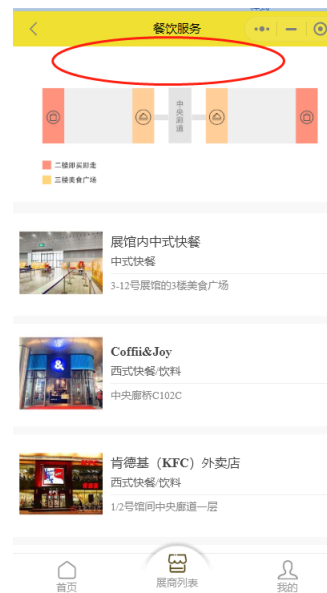 餐饮服务
中央廊道
二楼即买即走
三楼美食广场
展馆内中式快餐
中式快餐
3-12号展馆的3楼美食广场
Coffii&Joy
西式快餐/饮料
中央廊桥C102C
肯德基（KFC）外卖店
西式快餐/饮料
1/2号馆间中央廊道一层
首页
展商列表
我的